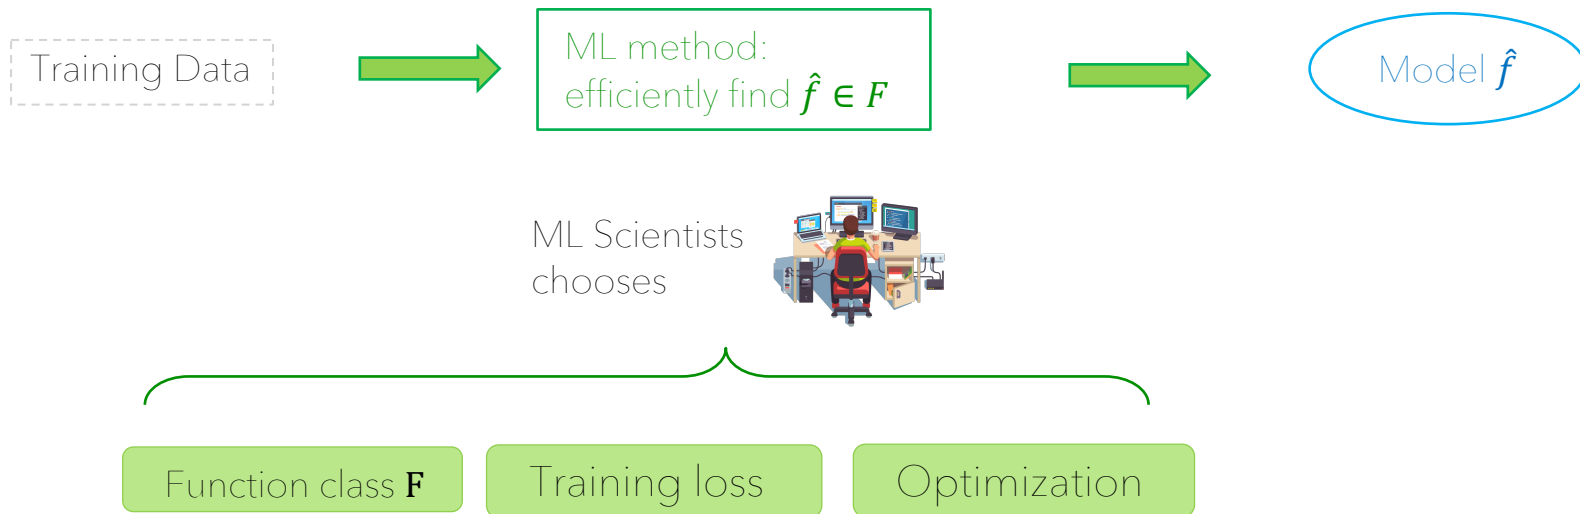 Training Data
ML method:
efficiently find f̂ ∈ F
Model f̂
ML Scientists
chooses
Function class F
Training loss
Optimization